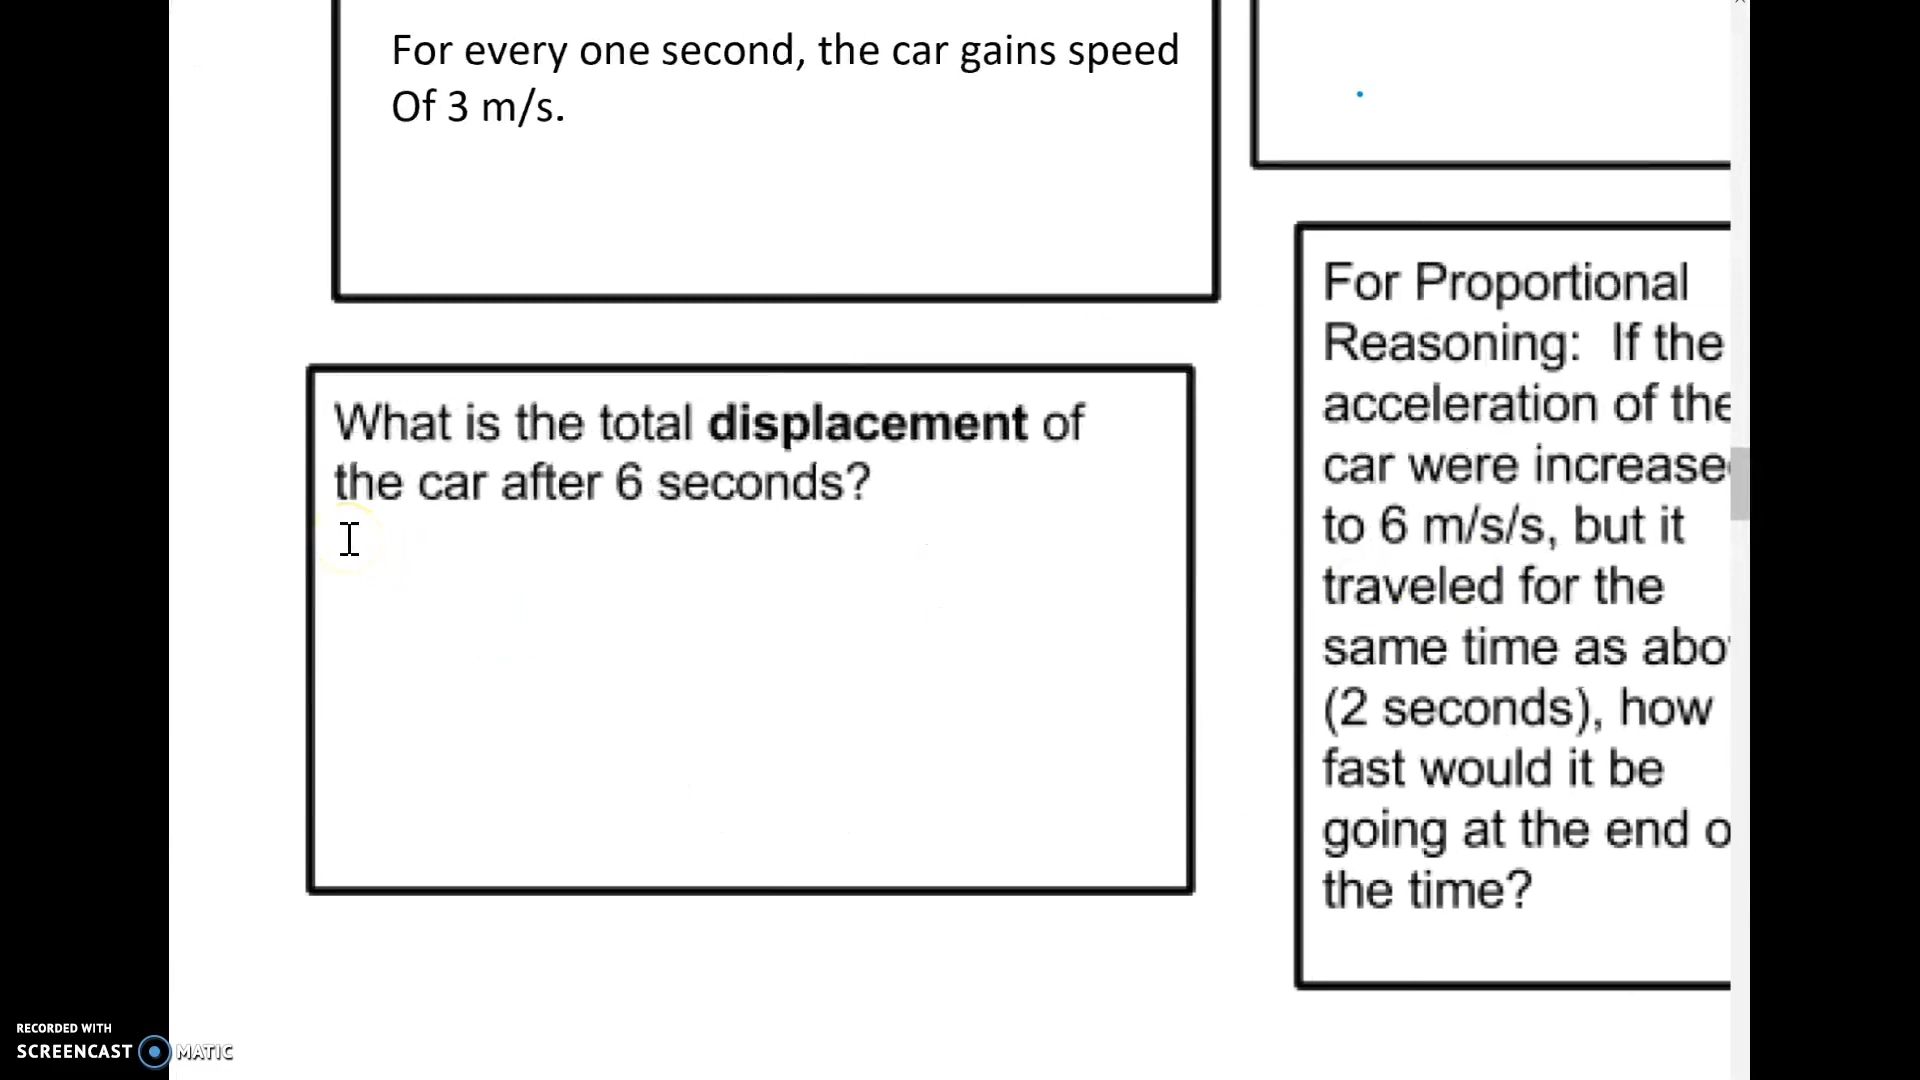 For every one second, the car gains speed
Of 3 m/s.
What is the total displacement of
the car after 6 seconds?
For Proportional
Reasoning: If the
acceleration of the
car were increase
to 6 m/s/s, but it
traveled for the
same time as abo
(2 seconds), how
fast would it be
going at the end o
the time?
RECORDED WITH
SCREENCAST MATIC